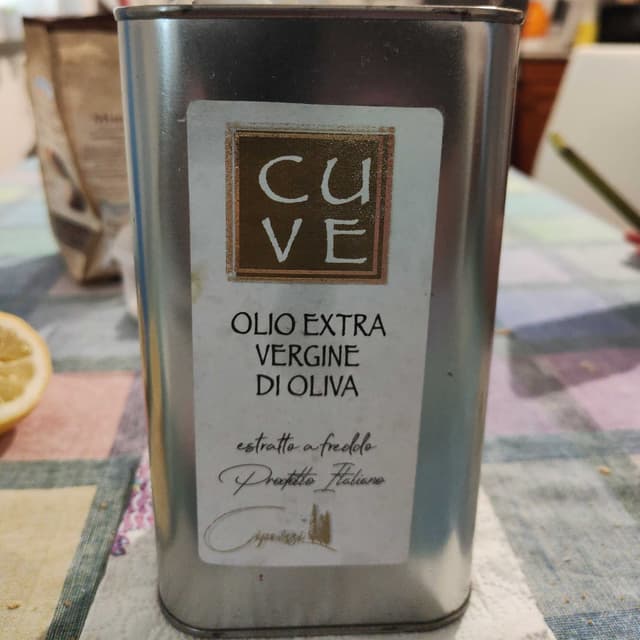 CU
VE
OLIO EXTRA
VERGINE
DI OLIVA
estratto a freddo
Prodotto Italiano